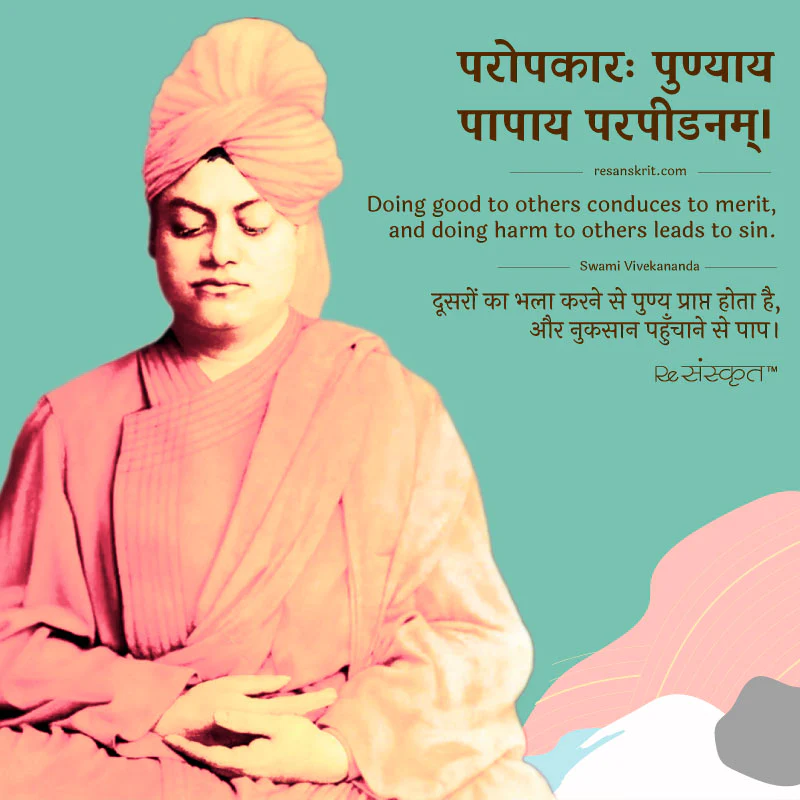 परोपकारः पुण्याय
पापाय परपीडनम्।
resanskrit.com
Doing good to others conduces to merit,
and doing harm to others leads to sin.
Swami Vivekananda
दूसरों का भला करने से पुण्य प्राप्त होता है,
और नुकसान पहुँचाने से पाप।
Reसंस्कृत™